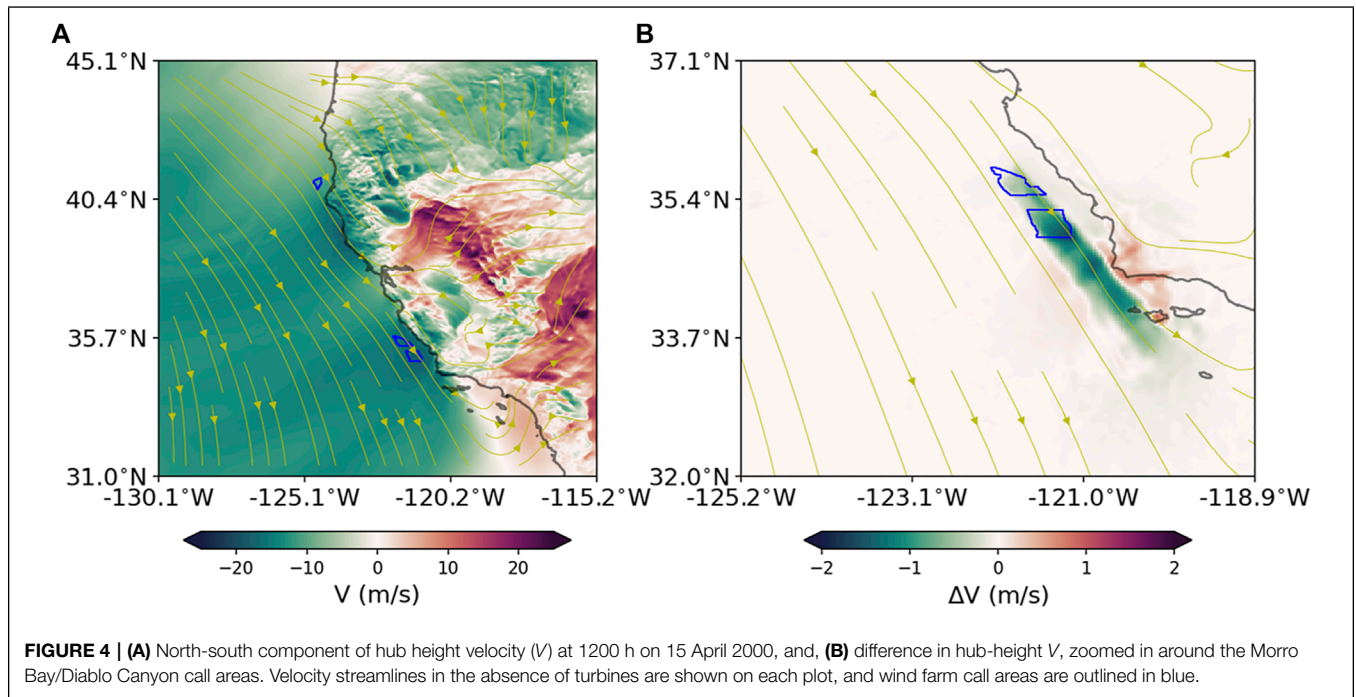 A
B
45.1°N
40.4°N
35.7°N
31.0°N
-130.1°W
-125.1°W
-120.2°W
-115.2°W
−20
−10
0
10
20
V (m/s)
37.1°N
35.4°N
33.7°N
32.0°N
-125.2°W
-123.1°W
-121.0°W
-118.9°W
−2
−1
0
1
2
ΔV (m/s)
FIGURE 4 | (A) North-south component of hub height velocity (V) at 1200 h on 15 April 2000, and, (B) difference in hub-height V, zoomed in around the Morro
Bay/Diablo Canyon call areas. Velocity streamlines in the absence of turbines are shown on each plot, and wind farm call areas are outlined in blue.